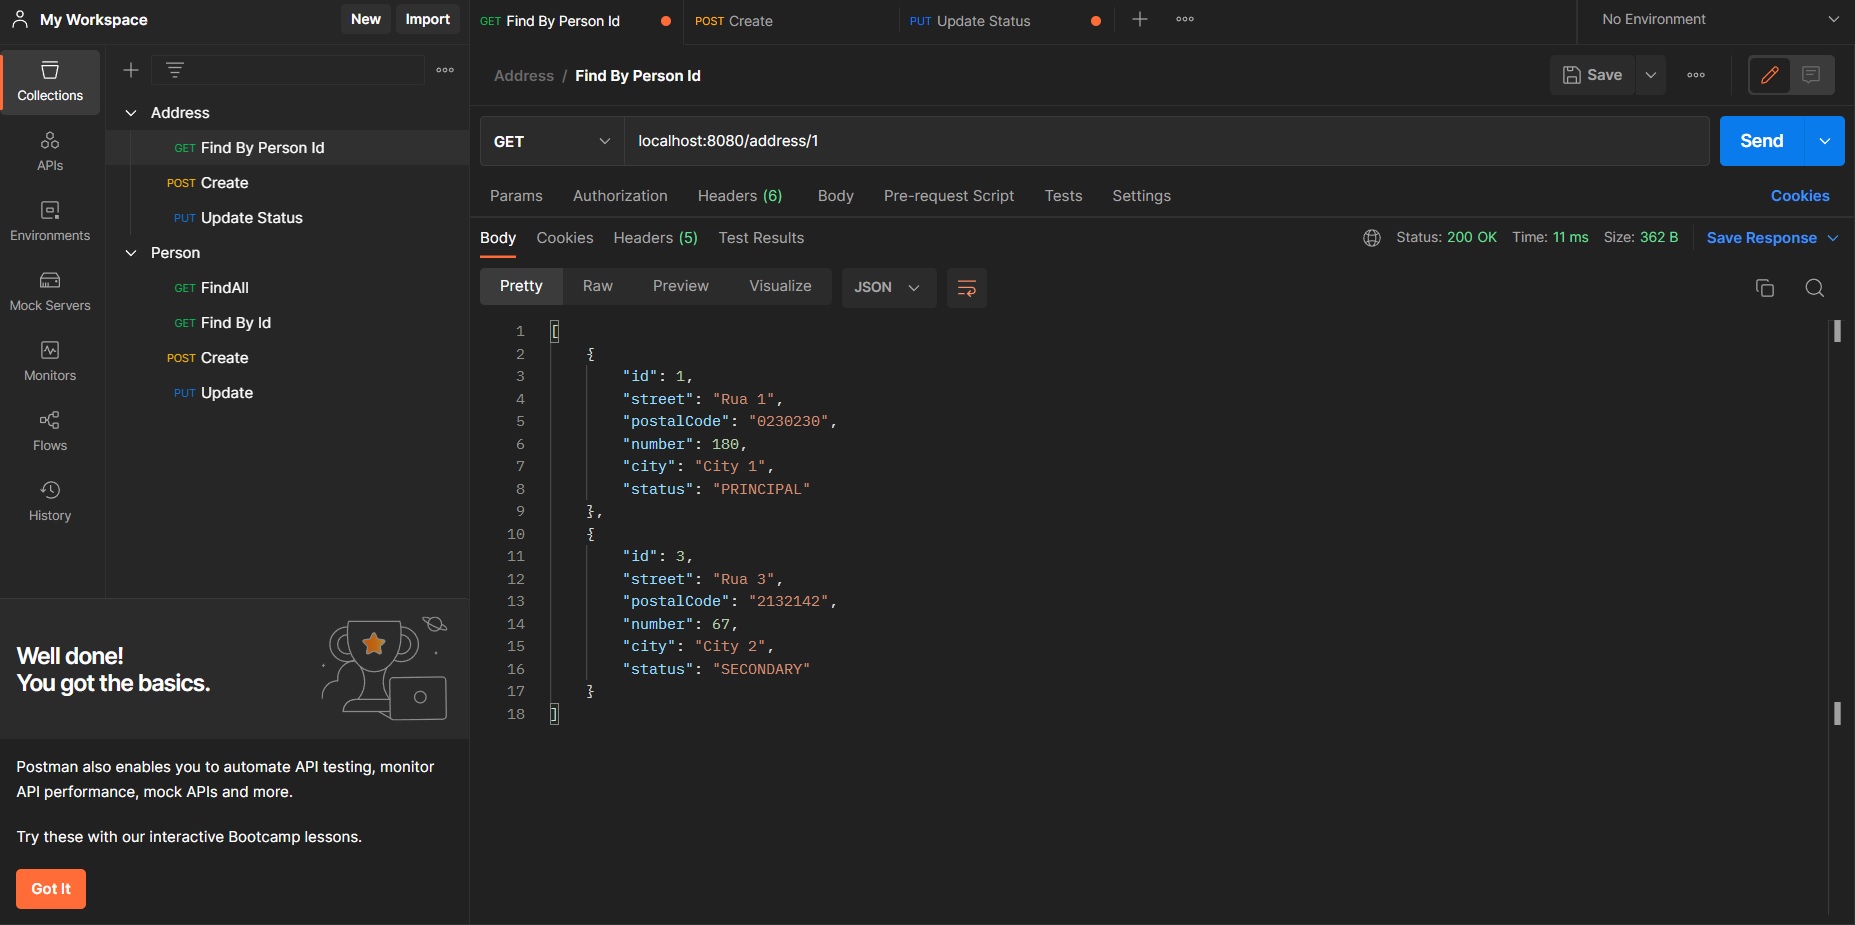 My Workspace
New
Import
GET Find By Person Id
POST Create
PUT Update Status
No Environment
Collections
APIs
Environments
Mock Servers
Monitors
Flows
History
Address
GET Find By Person Id
POST Create
PUT Update Status
Person
GET FindAll
GET Find By Id
POST Create
PUT Update
Well done!
You got the basics.
Postman also enables you to automate API testing, monitor
API performance, mock APIs and more.
Try these with our interactive Bootcamp lessons.
Got It
Address / Find By Person Id
Save
GET
localhost:8080/address/1
Send
Params Authorization Headers (6) Body Pre-request Script Tests Settings
Cookies
Body Cookies Headers (5) Test Results
Status: 200 OK Time: 11 ms Size: 362 B
Save Response
Pretty Raw Preview Visualize
JSON
1 [
2 {
3 "id": 1,
4 "street": "Rua 1",
5 "postalCode": "0230230",
6 "number": 180,
7 "city": "City 1",
8 "status": "PRINCIPAL"
9 },
10 {
11 "id": 3,
12 "street": "Rua 3",
13 "postalCode": "2132142",
14 "number": 67,
15 "city": "City 2",
16 "status": "SECONDARY"
17 }
18 ]